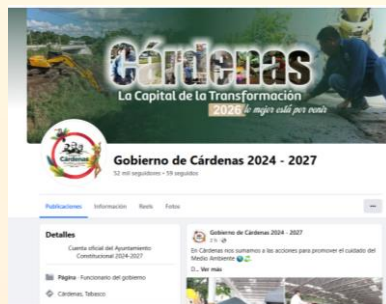 Cárdenas
La Capital de la Transformación
2026 lo mejor está por venir
Cárdenas
Gobierno de Cárdenas 2024 - 2027
52 mil seguidores • 59 seguidos
Publicaciones Información Reels Fotos
Detalles
Cuenta oficial del Ayuntamiento
Constitucional 2024-2027
Página · Funcionario del gobierno
Cárdenas, Tabasco
Gobierno de Cárdenas 2024 - 2027
2 h ·
En Cárdenas nos sumamos a las acciones para promover el cuidado del
Medio Ambiente
D... Ver más